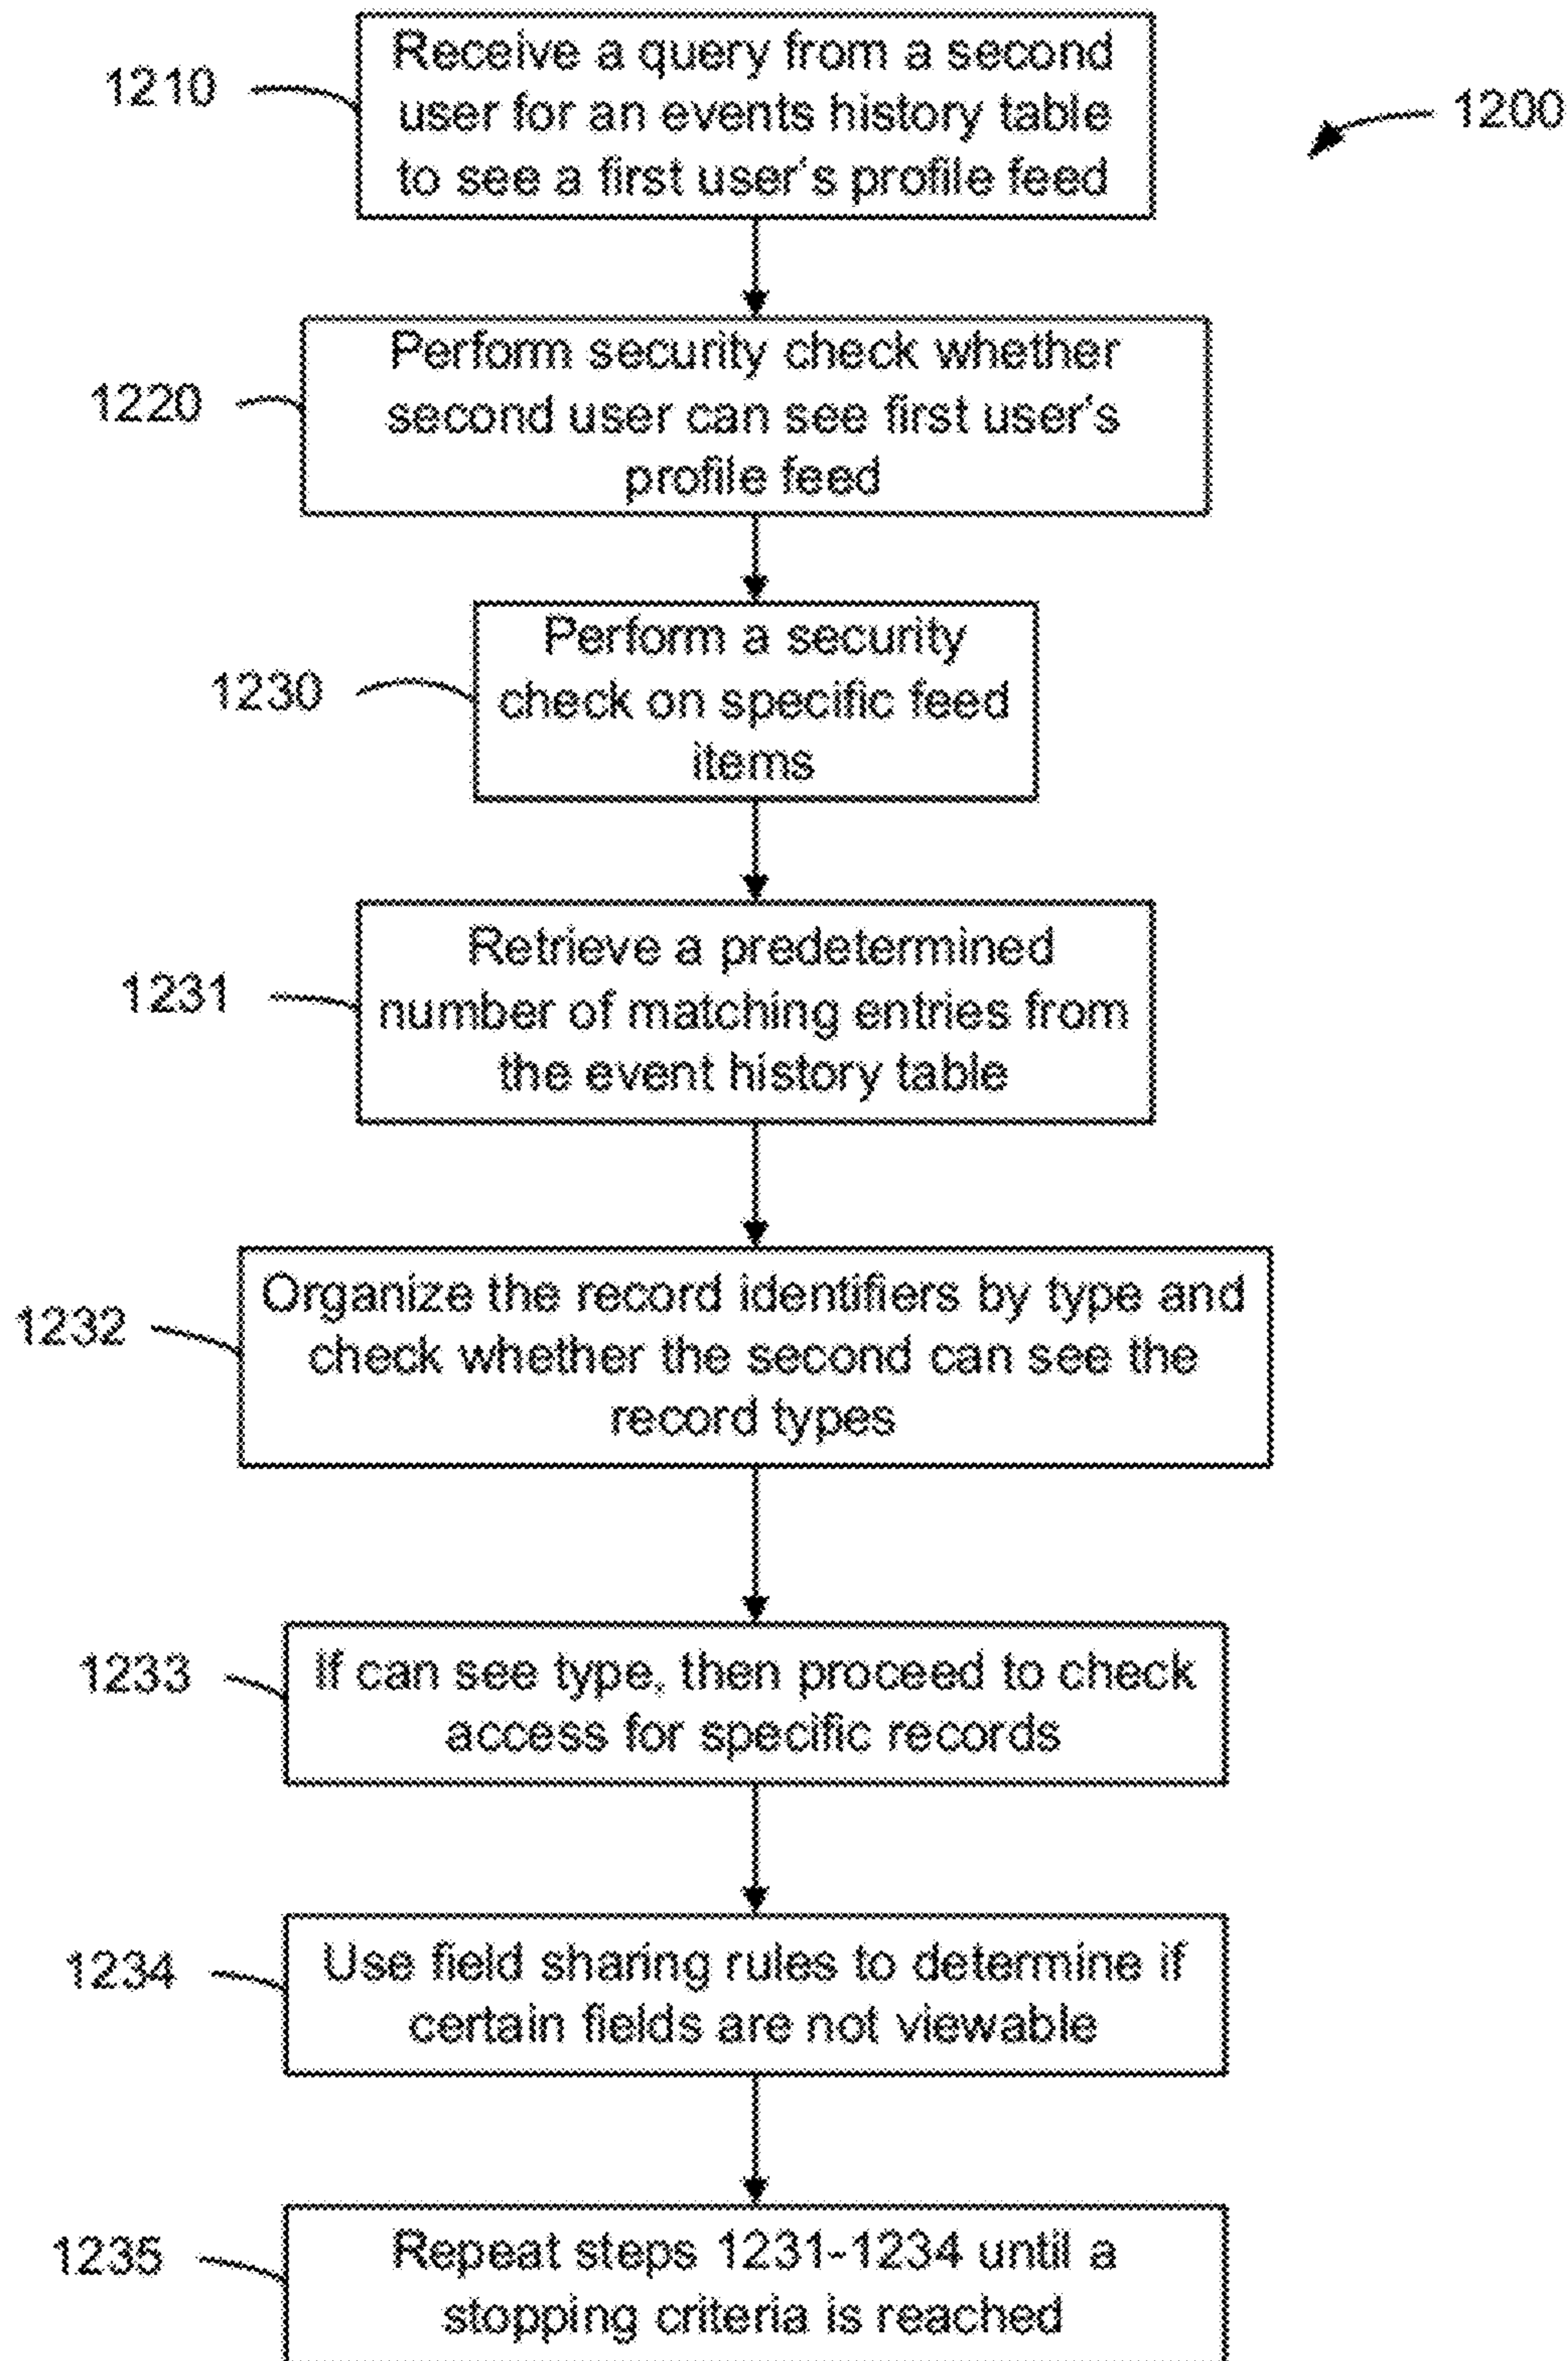 1210
Receive a query from a second
user for an events history table
to see a first user's profile feed
1200
1220
Perform security check whether
second user can see first user's
profile feed
1230
Perform a security
check on specific feed
items
1231
Retrieve a predetermined
number of matching entries from
the event history table
1232
Organize the record identifiers by type and
check whether the second can see the
record types
1233
If can see type, then proceed to check
access for specific records
1234
Use field sharing rules to determine if
certain fields are not viewable
1235
Repeat steps 1231-1234 until a
stopping criteria is reached